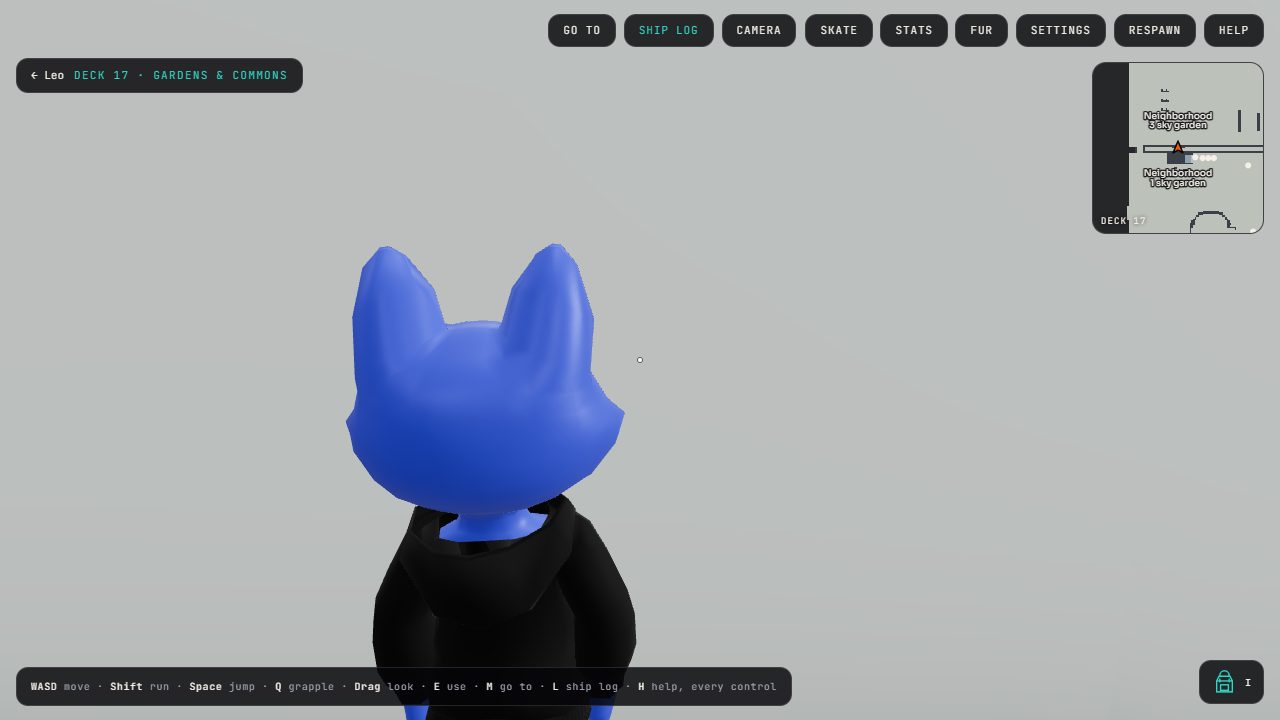 GO TO
SHIP LOG
CAMERA
SKATE
STATS
FUR
SETTINGS
RESPAWN
HELP
← Leo DECK 17 · GARDENS & COMMONS
Neighborhood
3 sky garden
Neighborhood
1 sky garden
DECK 17
WASD move · Shift run · Space jump · Q grapple · Drag look · E use · M go to · L ship log · H help, every control
I